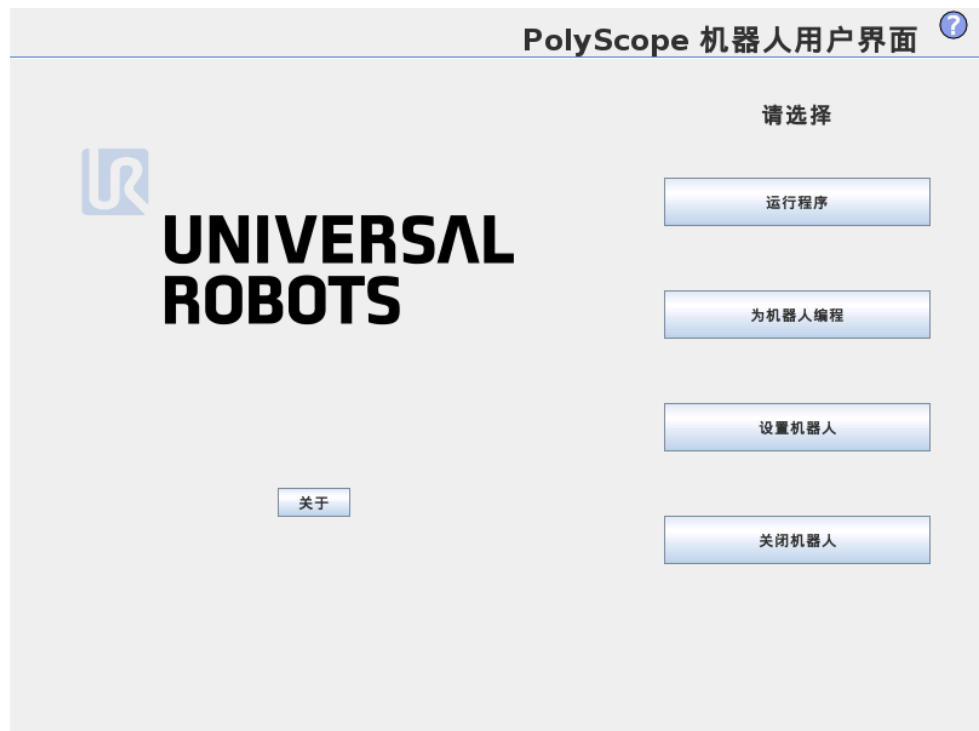 PolyScope 机器人用户界面
?
请选择
UR
UNIVERSAL
ROBOTS
运行程序
为机器人编程
设置机器人
关于
关闭机器人